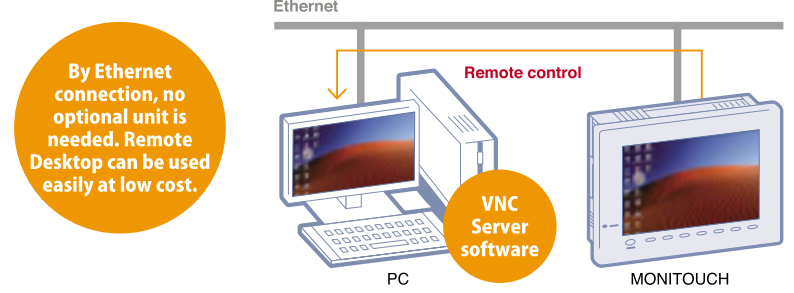 Ethernet
By Ethernet
connection, no
optional unit is
needed. Remote
Desktop can be used
easily at low cost.
Remote control
VNC
Server
software
PC
MONITOUCH